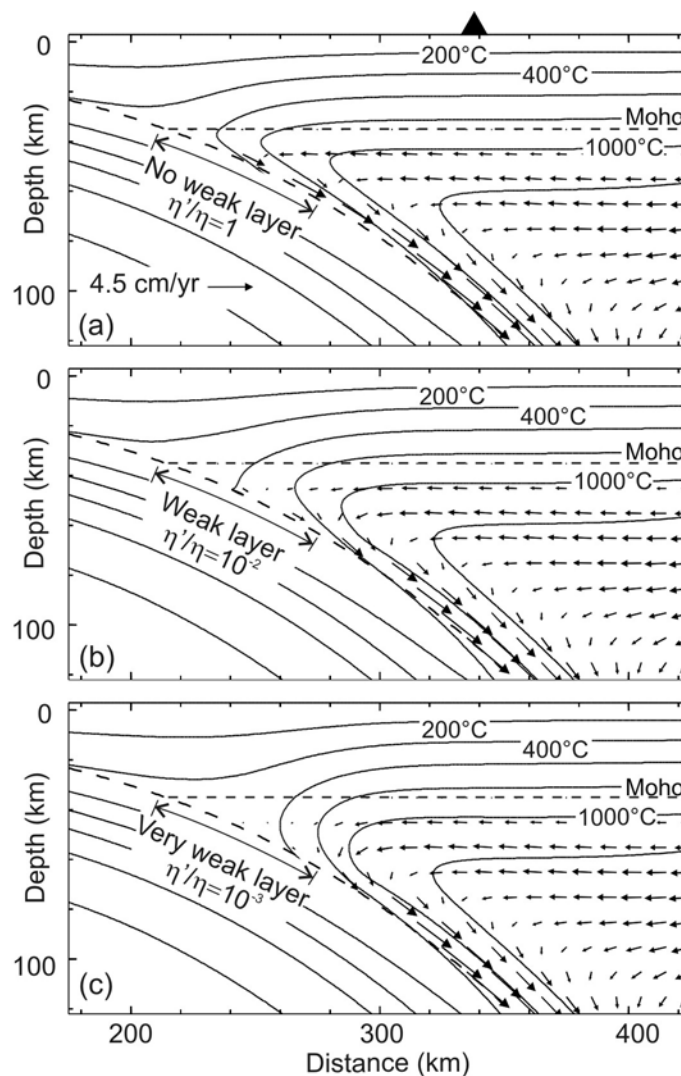 0
200°C
400°C
Moho
1000°C
Depth (km)
No weak layer
η'/η=1
4.5 cm/yr
100
(a)
0
200°C
400°C
Moho
1000°C
Depth (km)
Weak layer
η'/η=10⁻²
100
(b)
0
200°C
400°C
Moho
1000°C
Depth (km)
Very weak layer
η'/η=10⁻³
100
(c)
200
300
400
Distance (km)